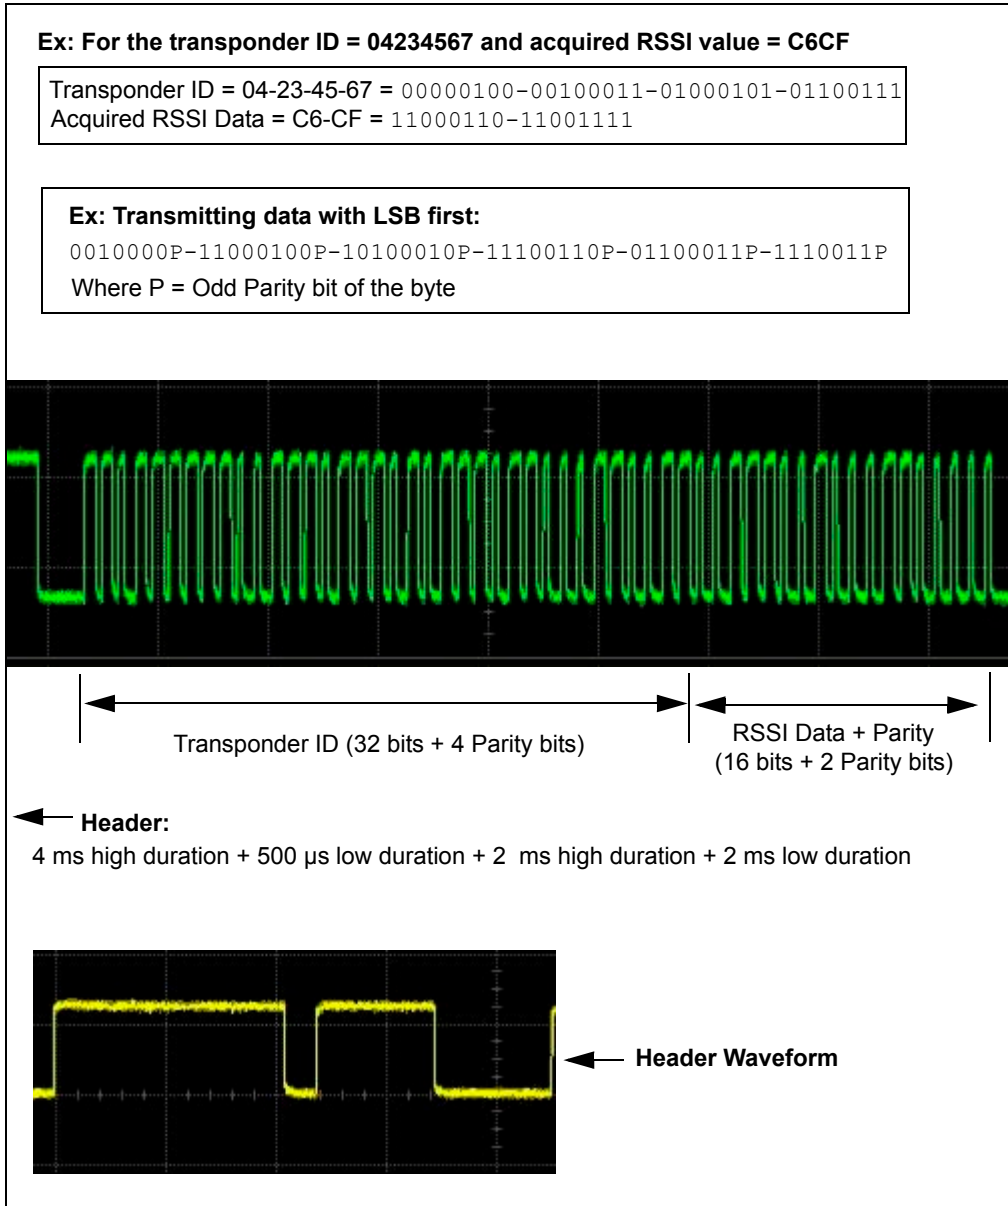 Ex: For the transponder ID = 04234567 and acquired RSSI value = C6CF
Transponder ID = 04-23-45-67 = 00000100-00100011-01000101-01100111
Acquired RSSI Data = C6-CF = 11000110-11001111
Ex: Transmitting data with LSB first:
0010000P-11000100P-10100010P-11100110P-01100011P-1110011P
Where P = Odd Parity bit of the byte
Transponder ID (32 bits + 4 Parity bits)
RSSI Data + Parity
(16 bits + 2 Parity bits)
Header:
4 ms high duration + 500 µs low duration + 2  ms high duration + 2 ms low duration
Header Waveform